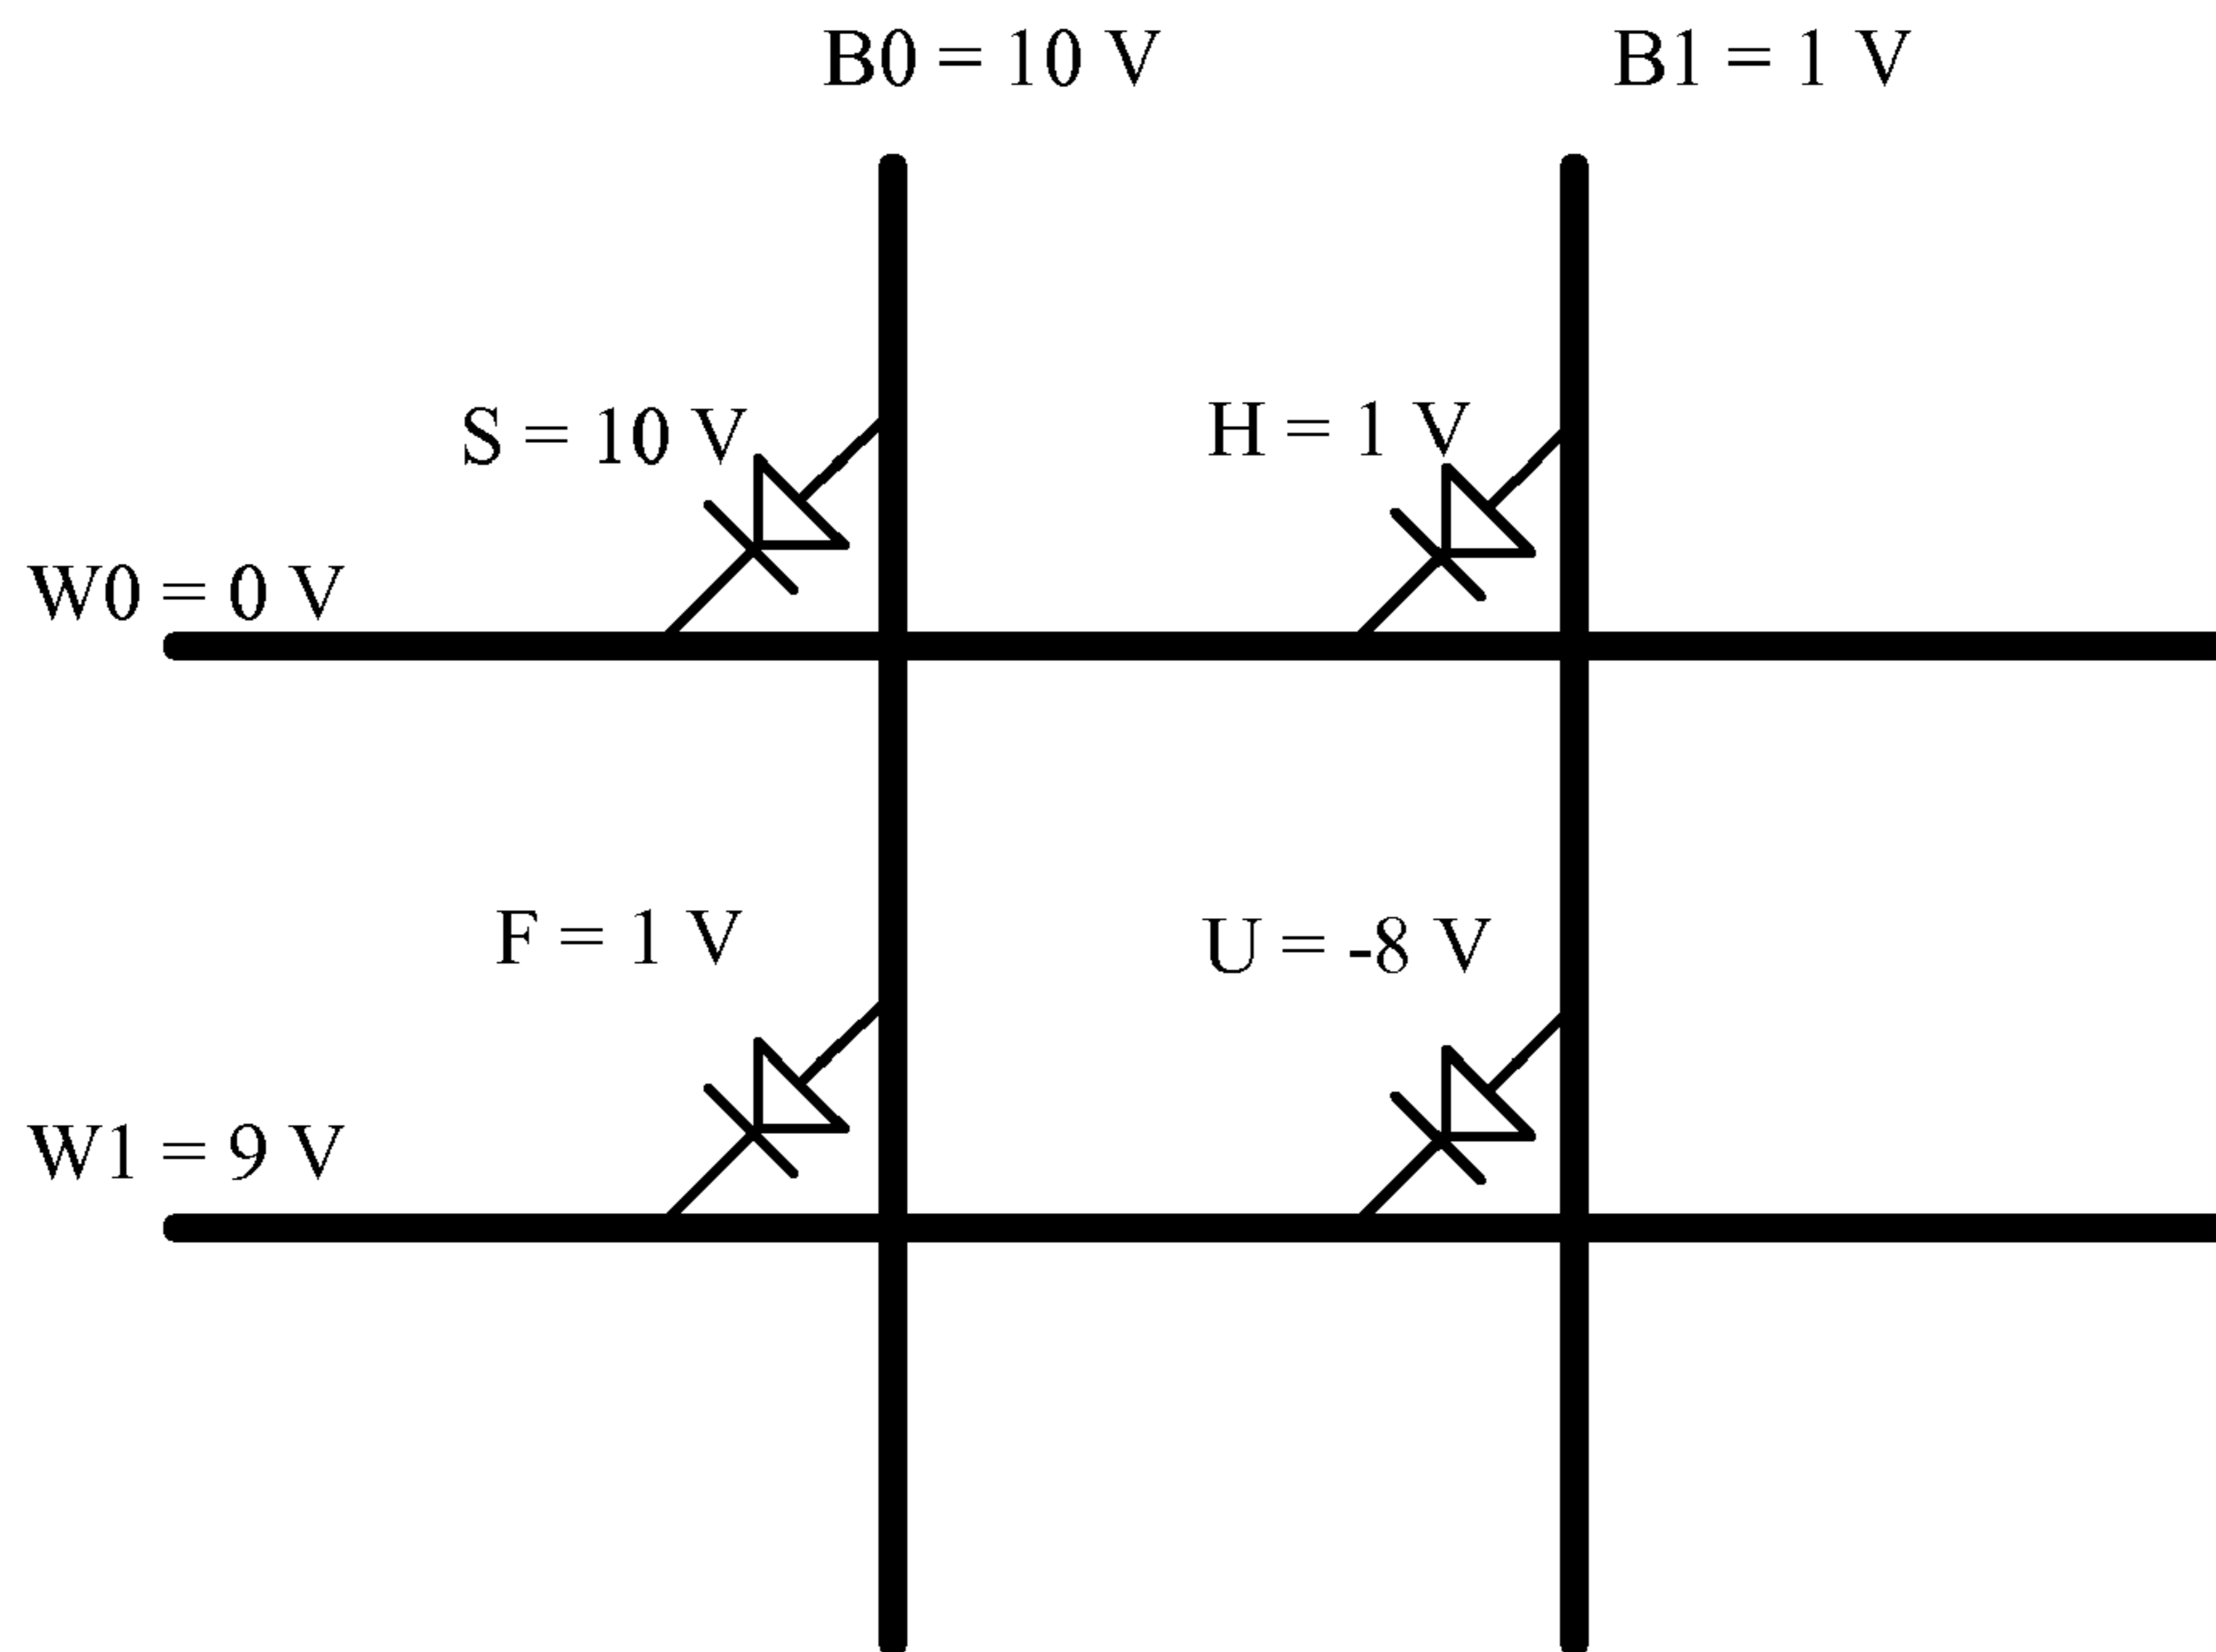 B0 = 10 V
B1 = 1 V
S = 10 V
H = 1 V
W0 = 0 V
F = 1 V
U = -8 V
W1 = 9 V